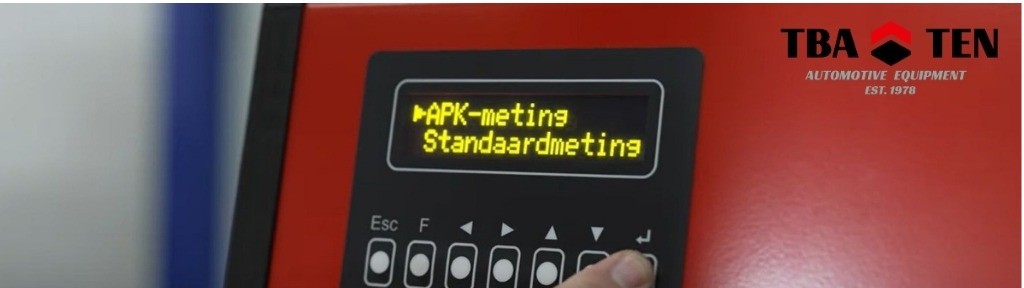 TBA TEN
AUTOMOTIVE EQUIPMENT
EST. 1978
▶APK-meting
Standaardmeting
Esc F ◀ ▶ ▲ ▼ ↵